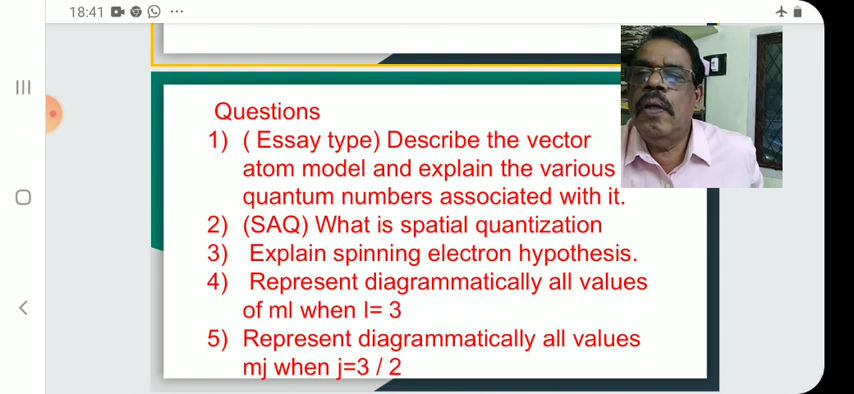 18:41
Questions
1) ( Essay type) Describe the vector
atom model and explain the various
quantum numbers associated with it.
2) (SAQ) What is spatial quantization
3) Explain spinning electron hypothesis.
4) Represent diagrammatically all values
of ml when l= 3
5) Represent diagrammatically all values
mj when j=3 / 2